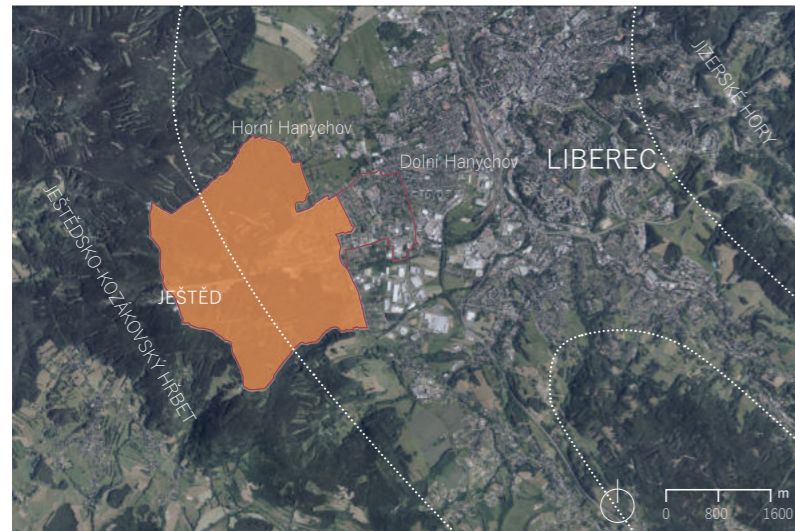 JIZERSKÉ HORY
Horní Hanychov
Dolní Hanychov
LIBEREC
JEŠTĚDSKO-KOZÁKOVSKÝ HŘBET
JEŠTĚD
m
0 800 1600